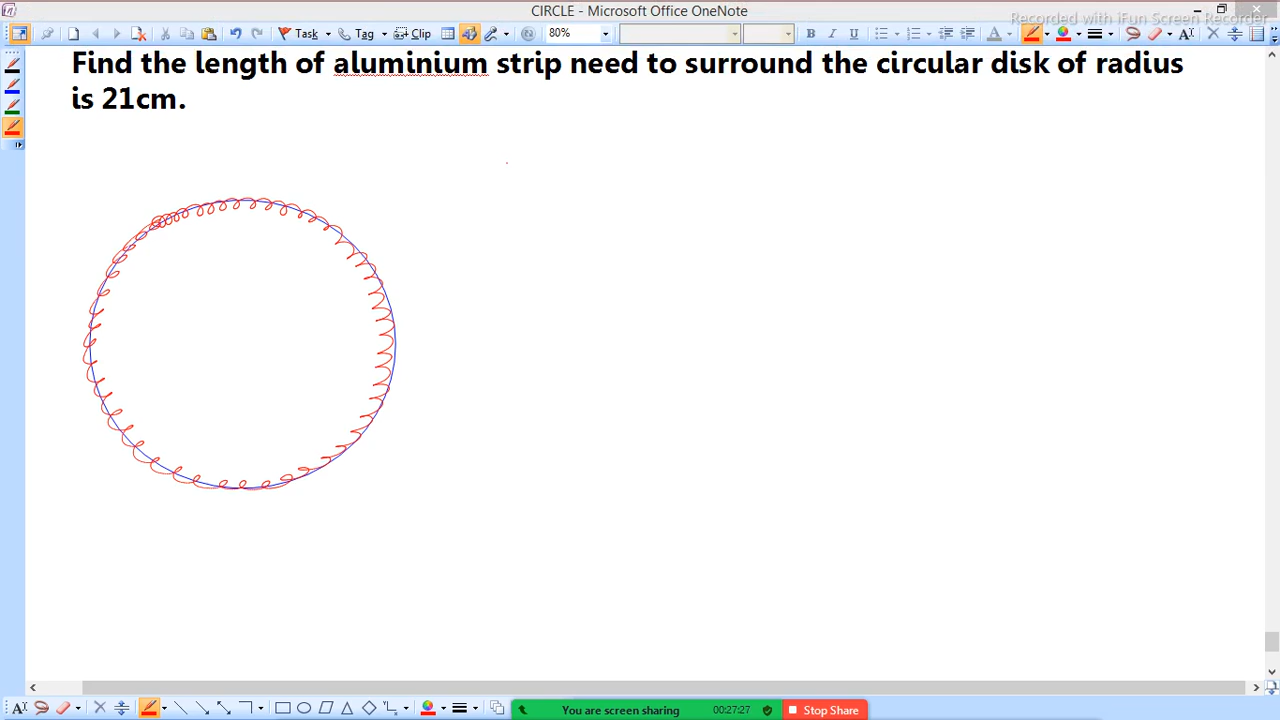 CIRCLE - Microsoft Office OneNote
Recorded with iFun Screen Recorder
Task Tag Clip 80% B I U A
Find the length of aluminium strip need to surround the circular disk of radius
is 21cm.
You are screen sharing 00:27:27 Stop Share